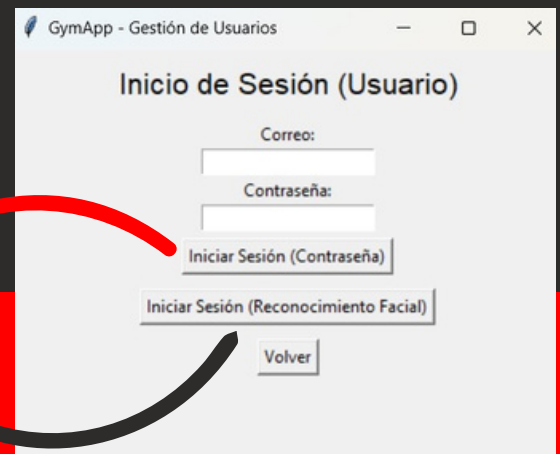 GymApp - Gestión de Usuarios
Inicio de Sesión (Usuario)
Correo:
Contraseña:
Iniciar Sesión (Contraseña)
Iniciar Sesión (Reconocimiento Facial)
Volver